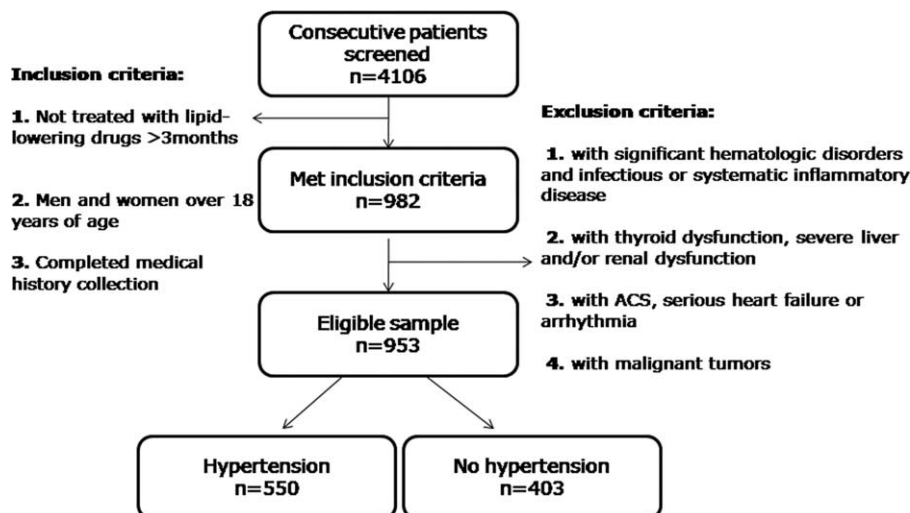 Consecutive patients
screened
n=4106
Inclusion criteria:
1. Not treated with lipid-
lowering drugs >3months
2. Men and women over 18
years of age
3. Completed medical
history collection
Met inclusion criteria
n=982
Exclusion criteria:
1. with significant hematologic disorders
and infectious or systematic inflammatory
disease
2. with thyroid dysfunction, severe liver
and/or renal dysfunction
3. with ACS, serious heart failure or
arrhythmia
4. with malignant tumors
Eligible sample
n=953
Hypertension
n=550
No hypertension
n=403